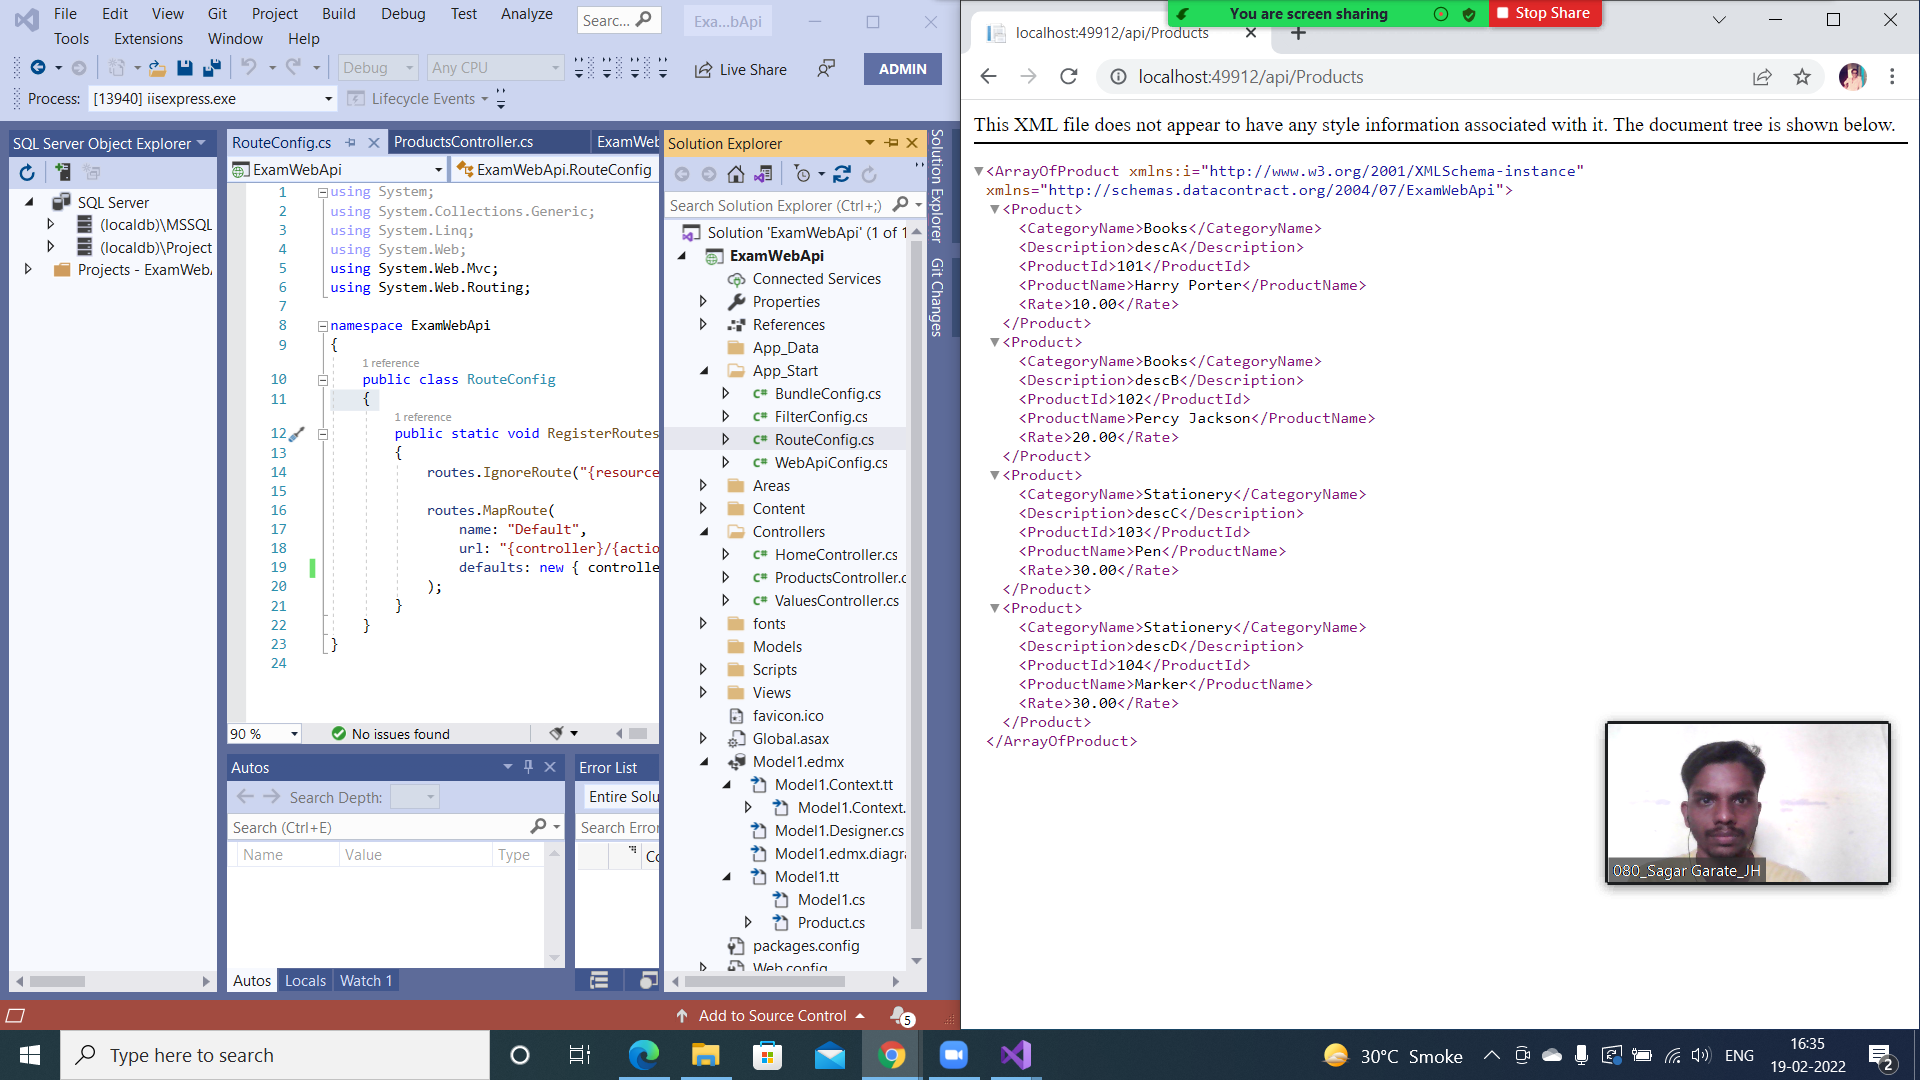 File Edit View Git Project Build Debug Test Analyze
Searc...
Exa...bApi
Tools Extensions Window Help
Debug Any CPU
Live Share
ADMIN
Process: [13940] iisexpress.exe
Lifecycle Events
SQL Server Object Explorer
SQL Server
(localdb)\MSSQL
(localdb)\Project
Projects - ExamWebA
RouteConfig.cs ProductsController.cs ExamWeb
ExamWebApi ExamWebApi.RouteConfig
1 using System;
2 using System.Collections.Generic;
3 using System.Linq;
4 using System.Web;
5 using System.Web.Mvc;
6 using System.Web.Routing;
7
8 namespace ExamWebApi
9 {
1 reference
10 public class RouteConfig
11 {
1 reference
12 public static void RegisterRoutes
13 {
14 routes.IgnoreRoute("{resource
15
16 routes.MapRoute(
17 name: "Default",
18 url: "{controller}/{actio
19 defaults: new { controlle
20 );
21 }
22 }
23 }
24
90 % No issues found
Autos
Search Depth:
Search (Ctrl+E)
Name Value Type
Autos Locals Watch 1
Error List
Entire Solu
Search Error
Co
Solution Explorer
Search Solution Explorer (Ctrl+;)
Solution 'ExamWebApi' (1 of 1
ExamWebApi
Connected Services
Properties
References
App_Data
App_Start
C# BundleConfig.cs
C# FilterConfig.cs
C# RouteConfig.cs
C# WebApiConfig.cs
Areas
Content
Controllers
C# HomeController.cs
C# ProductsController.c
C# ValuesController.cs
fonts
Models
Scripts
Views
favicon.ico
Global.asax
Model1.edmx
Model1.Context.tt
Model1.Context.
Model1.Designer.cs
Model1.edmx.diagra
Model1.tt
Model1.cs
Product.cs
packages.config
Web.config
Solution Explorer
Git Changes
Add to Source Control
5
You are screen sharing
Stop Share
localhost:49912/api/Products
localhost:49912/api/Products
This XML file does not appear to have any style information associated with it. The document tree is shown below.
<ArrayOfProduct xmlns:i="http://www.w3.org/2001/XMLSchema-instance"
xmlns="http://schemas.datacontract.org/2004/07/ExamWebApi">
<Product>
<CategoryName>Books</CategoryName>
<Description>descA</Description>
<ProductId>101</ProductId>
<ProductName>Harry Porter</ProductName>
<Rate>10.00</Rate>
</Product>
<Product>
<CategoryName>Books</CategoryName>
<Description>descB</Description>
<ProductId>102</ProductId>
<ProductName>Percy Jackson</ProductName>
<Rate>20.00</Rate>
</Product>
<Product>
<CategoryName>Stationery</CategoryName>
<Description>descC</Description>
<ProductId>103</ProductId>
<ProductName>Pen</ProductName>
<Rate>30.00</Rate>
</Product>
<Product>
<CategoryName>Stationery</CategoryName>
<Description>descD</Description>
<ProductId>104</ProductId>
<ProductName>Marker</ProductName>
<Rate>30.00</Rate>
</Product>
</ArrayOfProduct>
080_Sagar Garate_JH
Type here to search
30°C Smoke
ENG
16:35
19-02-2022
2